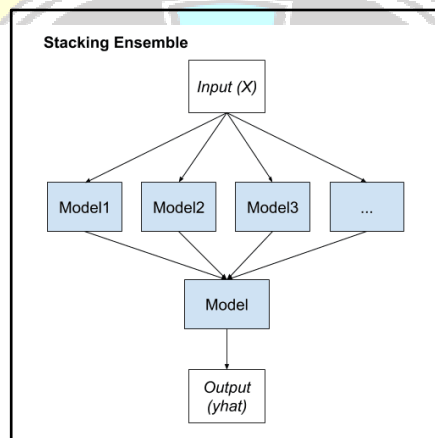 Stacking Ensemble
Input (X)
Model1 Model2 Model3 ...
Model
Output
(yhat)